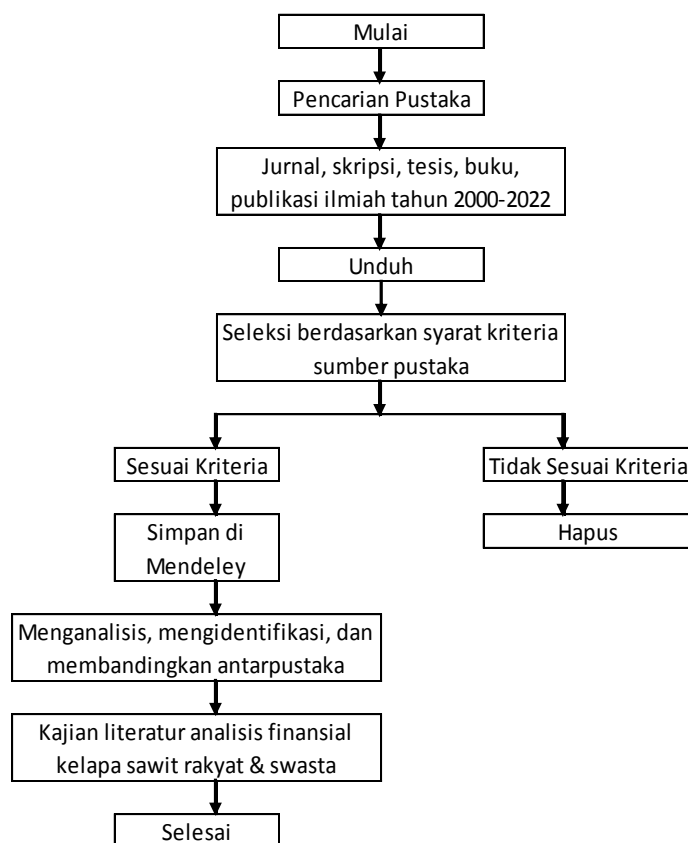 Mulai
Pencarian Pustaka
Jurnal, skripsi, tesis, buku,
publikasi ilmiah tahun 2000-2022
Unduh
Seleksi berdasarkan syarat kriteria
sumber pustaka
Sesuai Kriteria
Tidak Sesuai Kriteria
Simpan di
Mendeley
Hapus
Menganalisis, mengidentifikasi, dan
membandingkan antarpustaka
Kajian literatur analisis finansial
kelapa sawit rakyat & swasta
Selesai